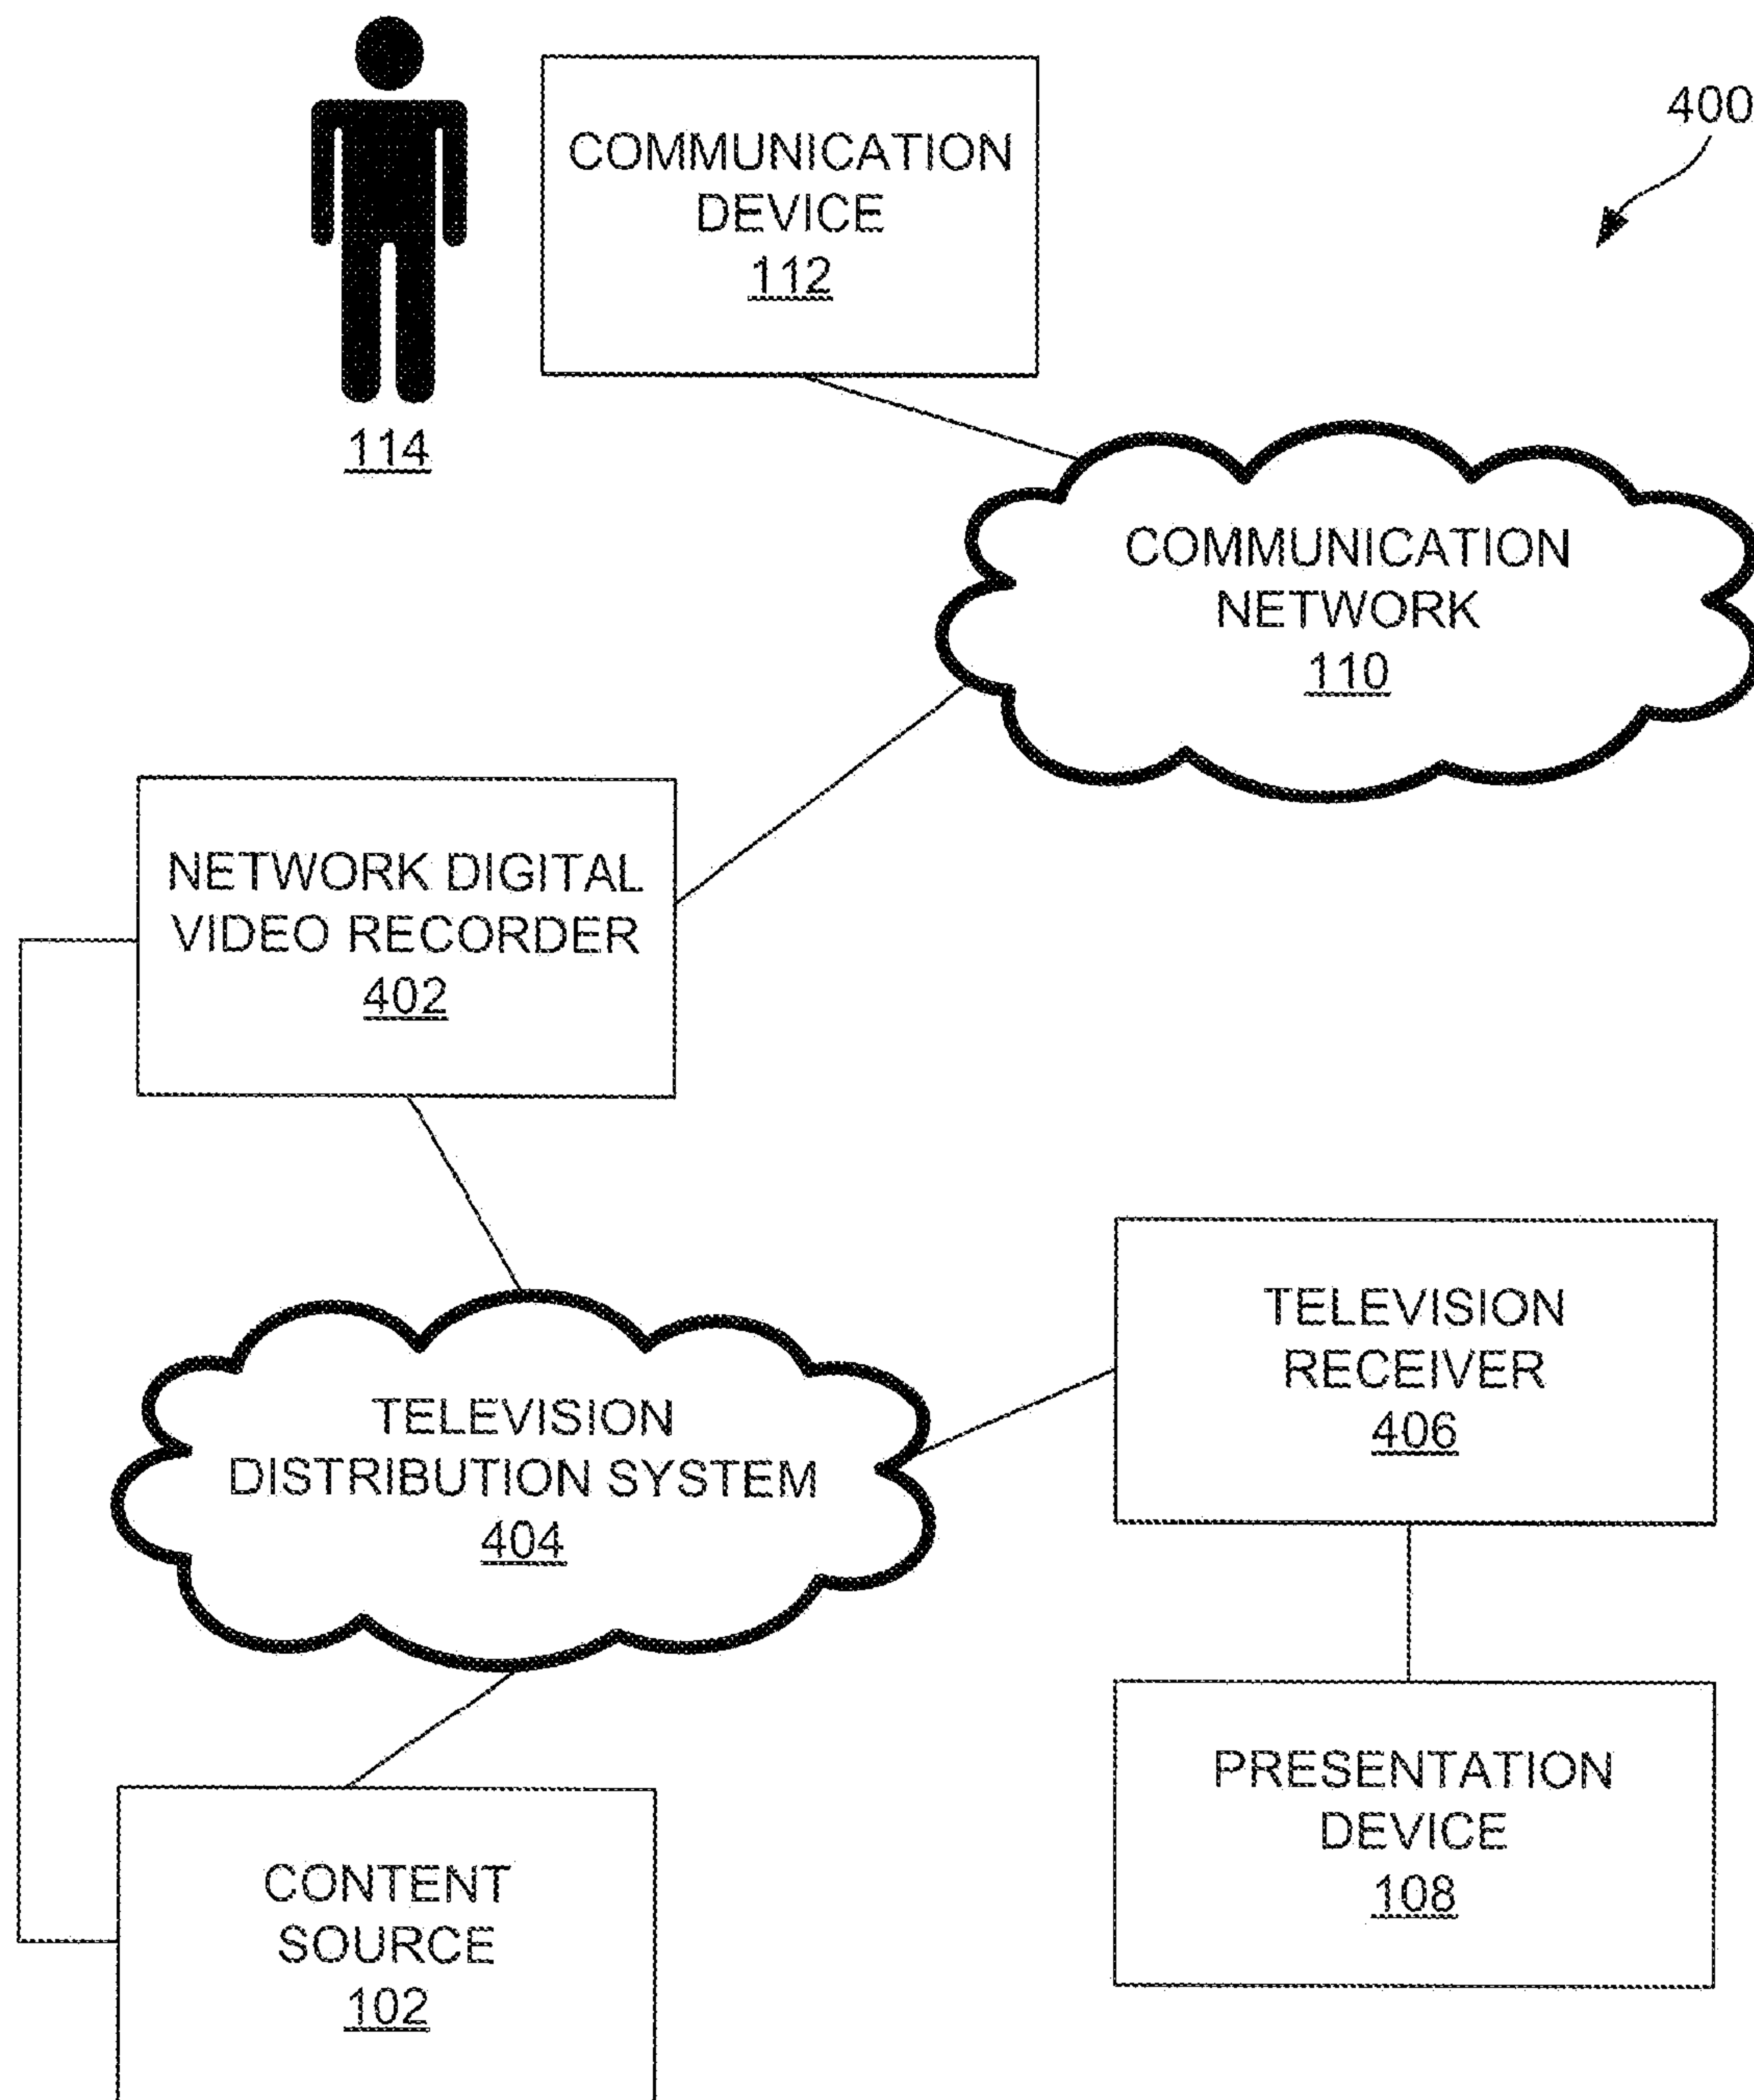 400
COMMUNICATION
DEVICE
112
114
COMMUNICATION
NETWORK
110
NETWORK DIGITAL
VIDEO RECORDER
402
TELEVISION
RECEIVER
406
TELEVISION
DISTRIBUTION SYSTEM
404
PRESENTATION
DEVICE
108
CONTENT
SOURCE
102